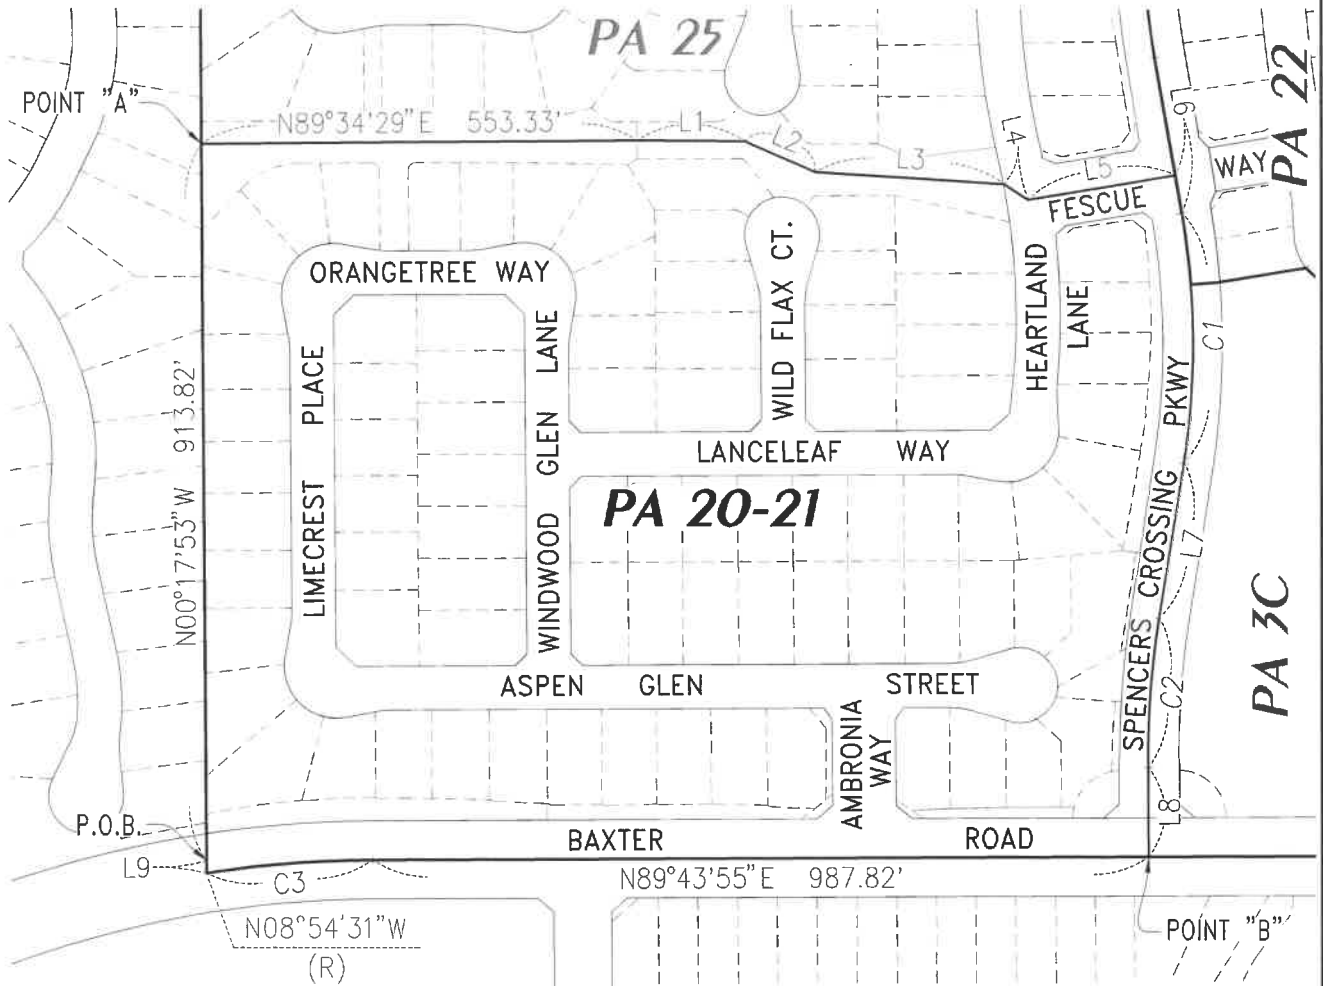 PA 25
PA 22
POINT "A"
N89°34'29"E 553.33'
L1
L2
L3
L4
L5
L6
WAY
FESCUE
ORANGETREE WAY
WILD FLAX CT.
HEARTLAND
LANE
C1
N00°17'53"W 913.82'
LIMECREST PLACE
WINDWOOD GLEN LANE
LANCELEAF WAY
PA 20-21
SPENCERS CROSSING PKWY
L7
PA 3C
ASPEN GLEN STREET
C2
AMBRONIA
WAY
L8
P.O.B.
BAXTER ROAD
L9
C3
N89°43'55"E 987.82'
N08°54'31"W
(R)
POINT "B"